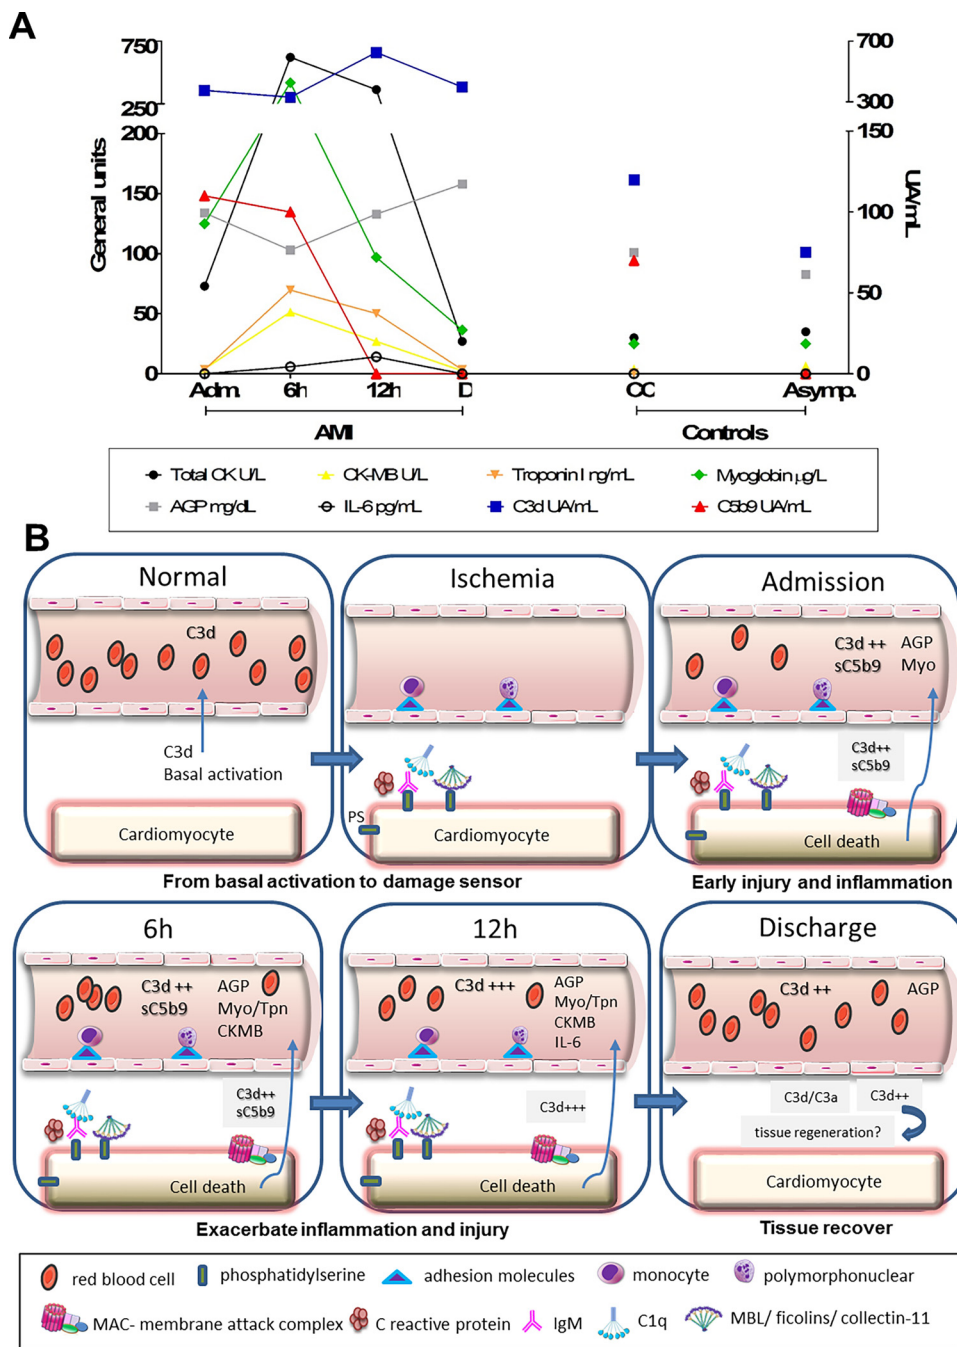 A
750
250
200
150
100
50
0
General units
700
300
150
100
50
0
UA/mL
Adm. 6h 12h D CC Asymp.
AMI Controls
Total CK U/L CK-MB U/L Troponin I ng/mL Myoglobin µg/L
AGP mg/dL IL-6 pg/mL C3d UA/mL C5b9 UA/mL
B
Normal
C3d
C3d
Basal activation
Cardiomyocyte
Ischemia
PS
Cardiomyocyte
Admission
C3d ++ AGP
sC5b9 Myo
C3d++
sC5b9
Cell death
From basal activation to damage sensor
Early injury and inflammation
6h
C3d ++ AGP
sC5b9 Myo/Tpn
CKMB
C3d++
sC5b9
Cell death
12h
C3d +++ AGP
Myo/Tpn
CKMB
IL-6
C3d+++
Cell death
Discharge
C3d ++ AGP
C3d/C3a C3d++
tissue regeneration?
Cardiomyocyte
Exacerbate inflammation and injury
Tissue recover
red blood cell phosphatidylserine adhesion molecules monocyte polymorphonuclear
MAC- membrane attack complex C reactive protein IgM C1q MBL/ ficolins/ collectin-11